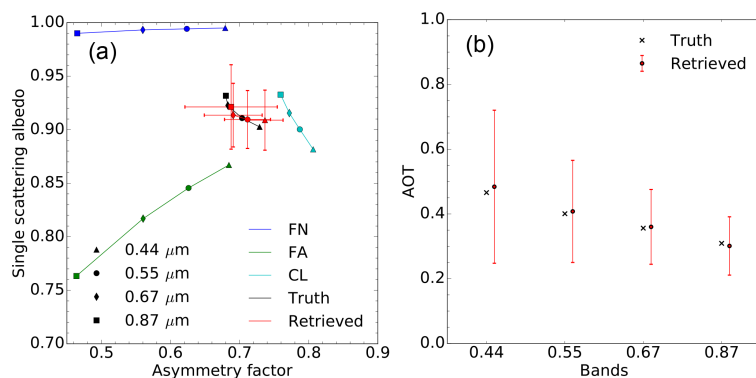 (a)
1.00
0.95
0.90
0.85
0.80
0.75
0.70
Single scattering albedo
0.44 μm
0.55 μm
0.67 μm
0.87 μm
FN
FA
CL
Truth
Retrieved
0.5 0.6 0.7 0.8 0.9
Asymmetry factor
(b)
1.0
0.8
0.6
0.4
0.2
0.0
AOT
Truth
Retrieved
0.44 0.55 0.67 0.87
Bands